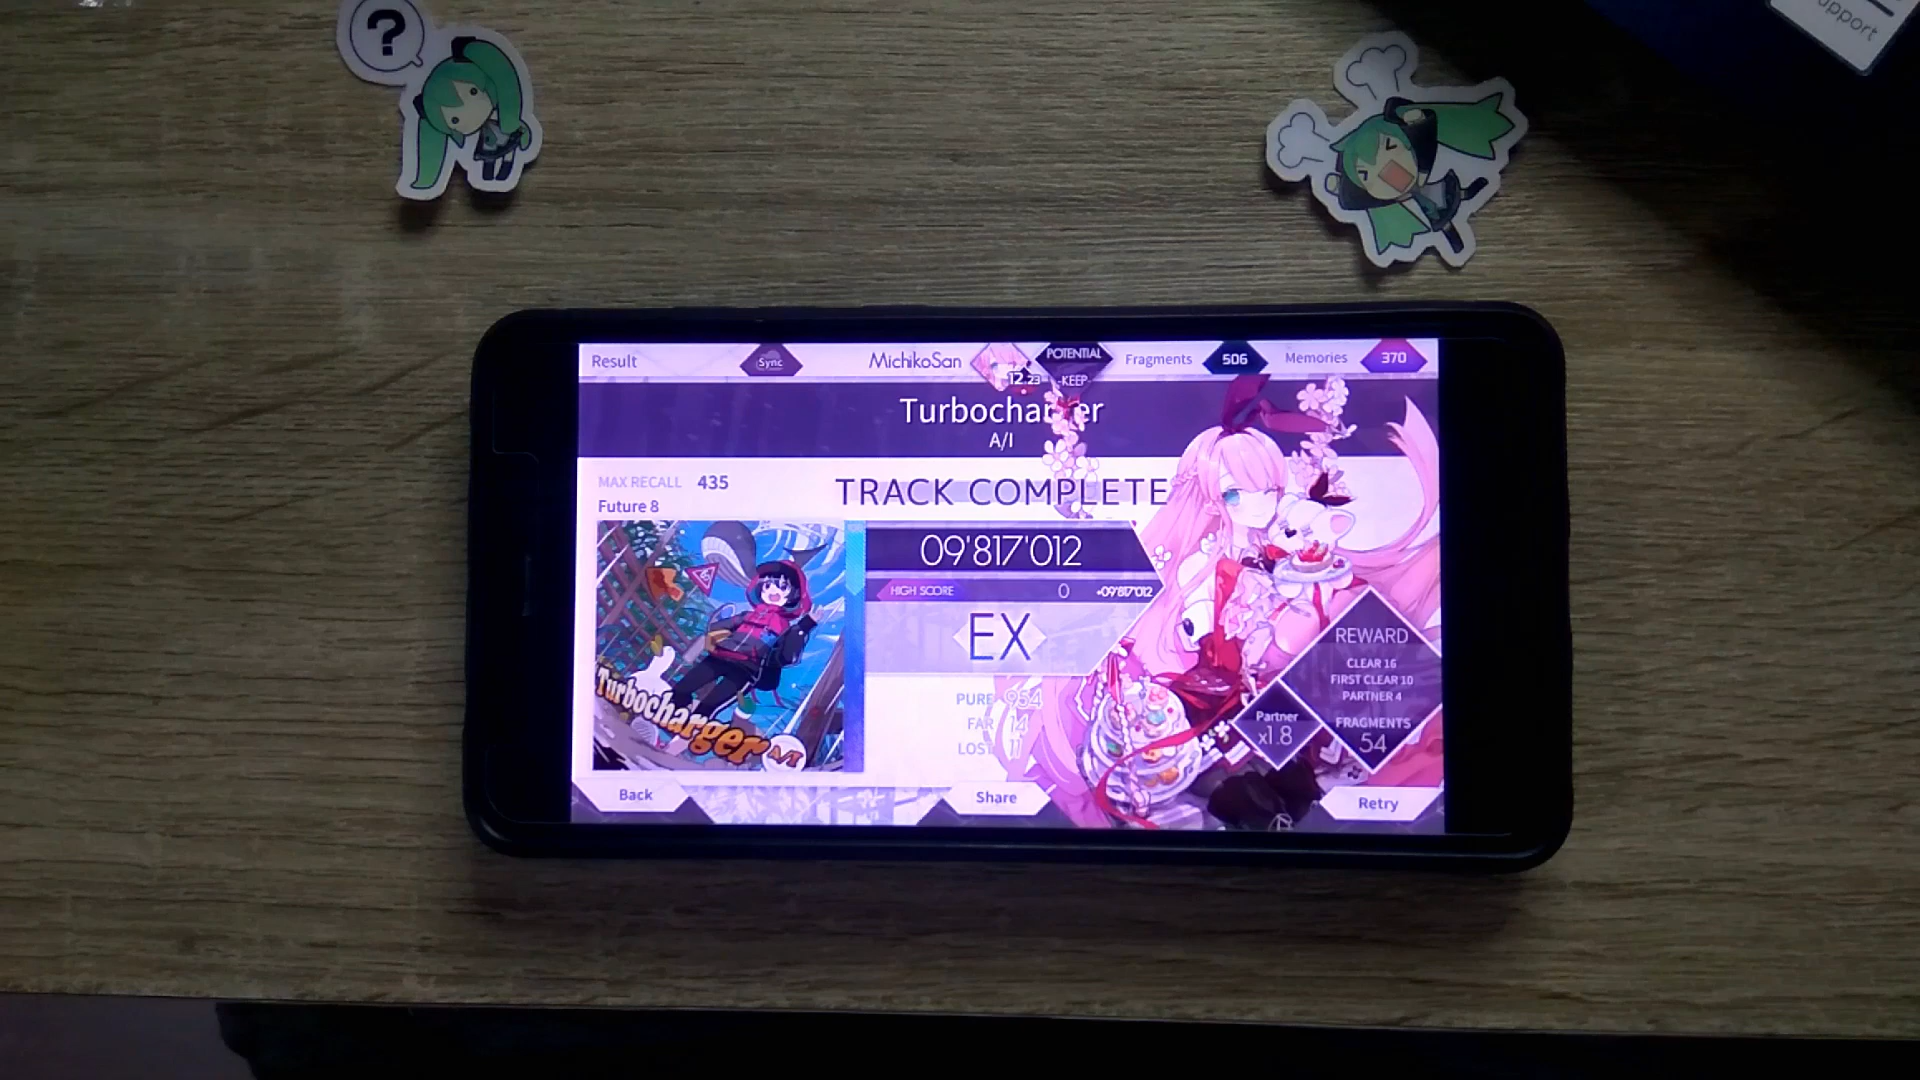 ?
upport
Result
Sync
MichikoSan
12.23
POTENTIAL
-KEEP-
Fragments 506
Memories 370
A/I
MAX RECALL 435
Future 8
TRACK COMPLETE
09'817'012
HIGH SCORE 0 +09'817'012
EX
PURE 954
FAR 14
LOST 11
Turbocharger
A/I
REWARD
CLEAR 16
FIRST CLEAR 10
PARTNER 4
FRAGMENTS
54
Partner
x1.8
Back
Share
Retry